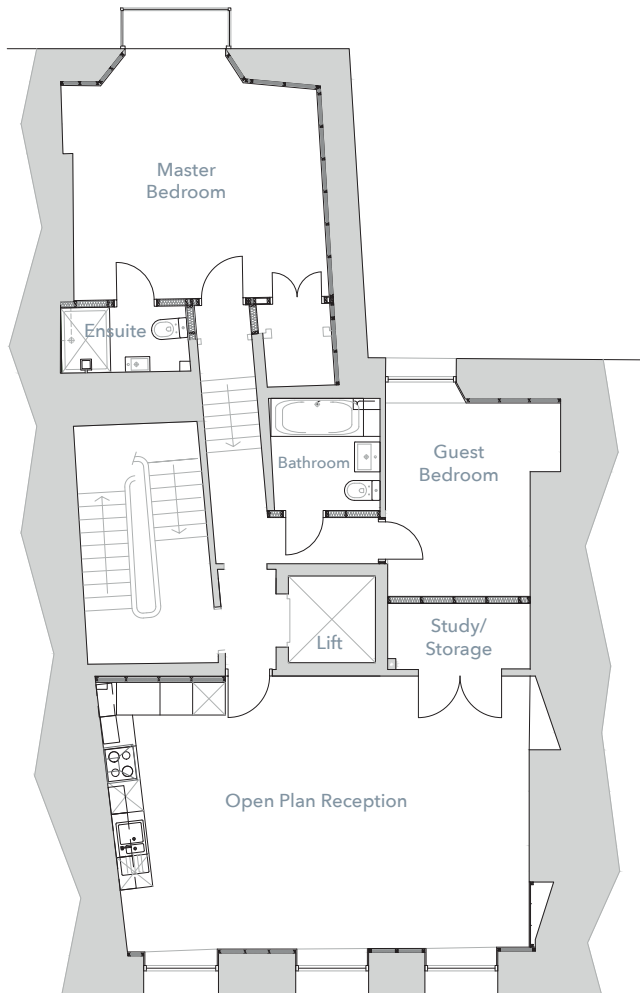 Master
Bedroom
Ensuite
Bathroom
Guest
Bedroom
Lift
Study/
Storage
Open Plan Reception